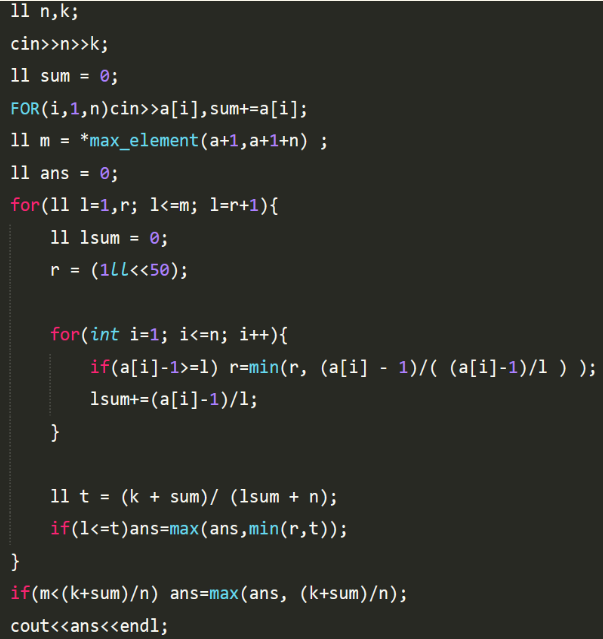 ll n,k;
cin>>n>>k;
ll sum = 0;
FOR(i,1,n)cin>>a[i],sum+=a[i];
ll m = *max_element(a+1,a+1+n) ;
ll ans = 0;
for(ll l=1,r; l<=m; l=r+1){
ll lsum = 0;
r = (1ll<<50);
for(int i=1; i<=n; i++){
if(a[i]-1>=l) r=min(r, (a[i] - 1)/( (a[i]-1)/l ) );
lsum+=(a[i]-1)/l;
}
ll t = (k + sum)/ (lsum + n);
if(l<=t)ans=max(ans,min(r,t));
}
if(m<(k+sum)/n) ans=max(ans, (k+sum)/n);
cout<<ans<<endl;